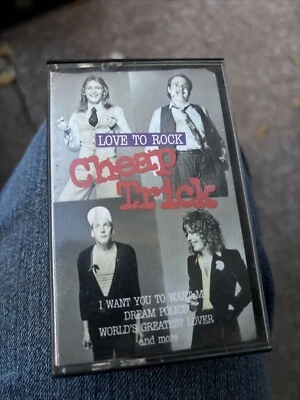 LOVE TO ROCK
Cheap
Trick
I WANT YOU TO WANT ME
DREAM POLICE
WORLD'S GREATEST LOVER
and more